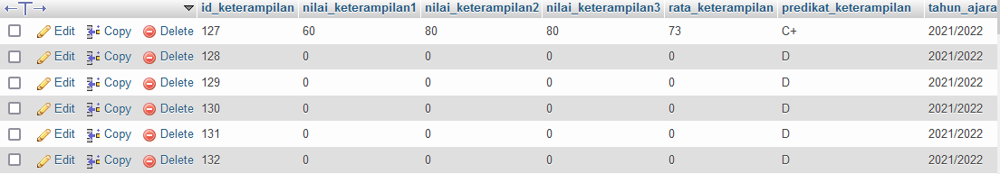 ←T→ id_keterampilan nilai_keterampilan1 nilai_keterampilan2 nilai_keterampilan3 rata_keterampilan predikat_keterampilan tahun_ajara
Edit Copy Delete 127 60 80 80 73 C+ 2021/2022
Edit Copy Delete 128 0 0 0 0 D 2021/2022
Edit Copy Delete 129 0 0 0 0 D 2021/2022
Edit Copy Delete 130 0 0 0 0 D 2021/2022
Edit Copy Delete 131 0 0 0 0 D 2021/2022
Edit Copy Delete 132 0 0 0 0 D 2021/2022